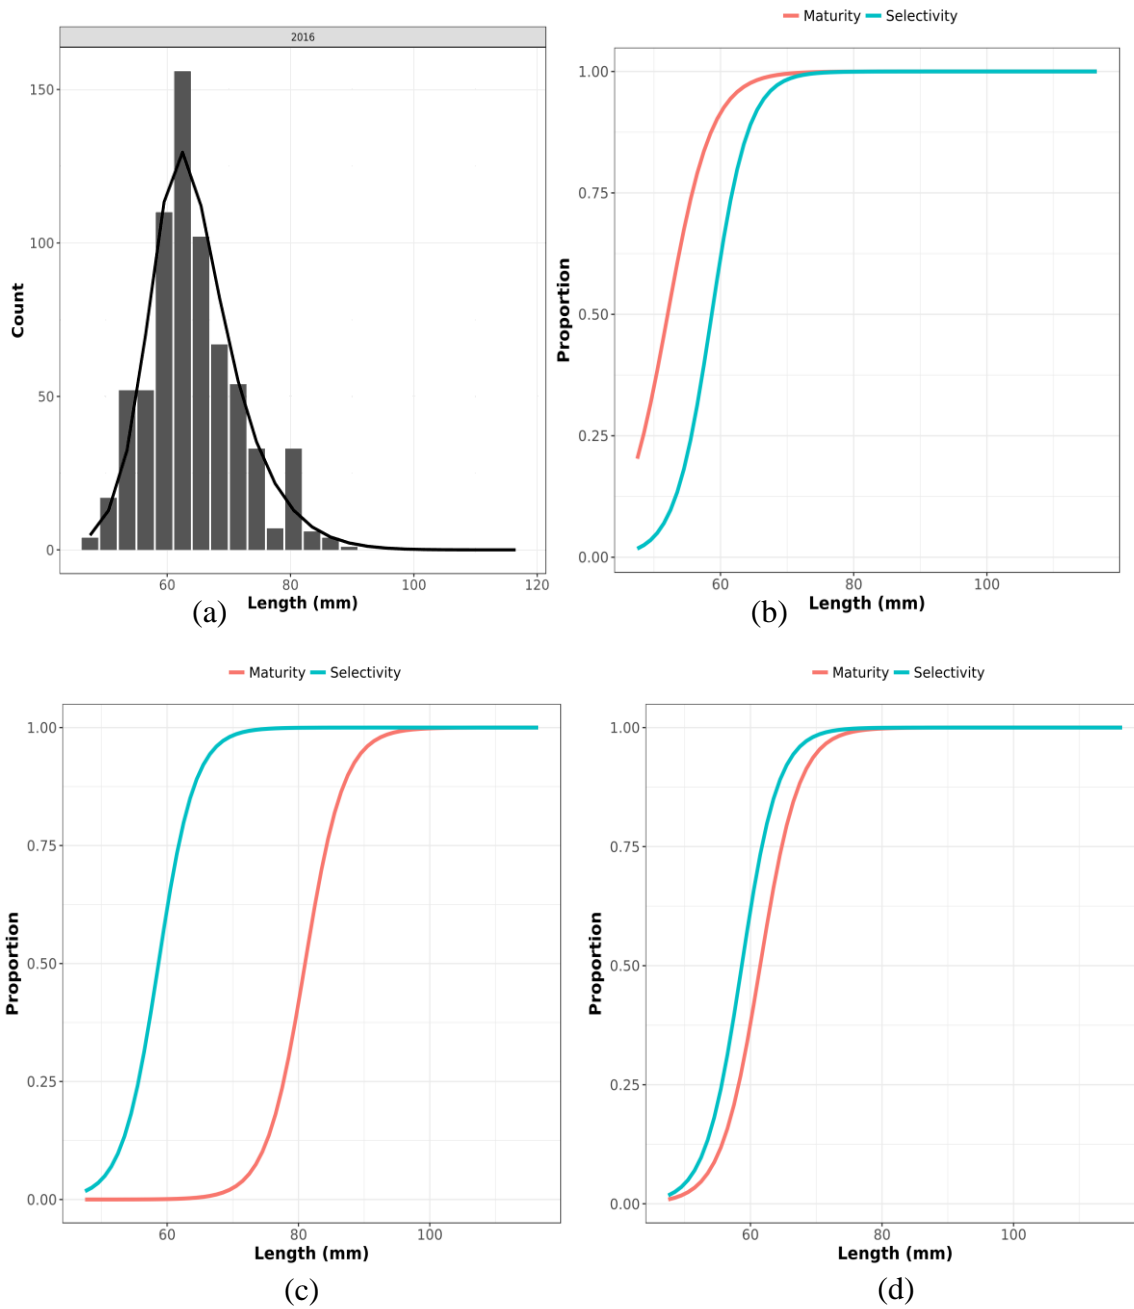 2016
150
100
50
0
Count
60 80 100 120
Length (mm)
(a)
Maturity Selectivity
1.00
0.75
0.50
0.25
0.00
Proportion
60 80 100
Length (mm)
(b)
Maturity Selectivity
1.00
0.75
0.50
0.25
0.00
Proportion
60 80 100
Length (mm)
(c)
Maturity Selectivity
1.00
0.75
0.50
0.25
0.00
Proportion
60 80 100
Length (mm)
(d)